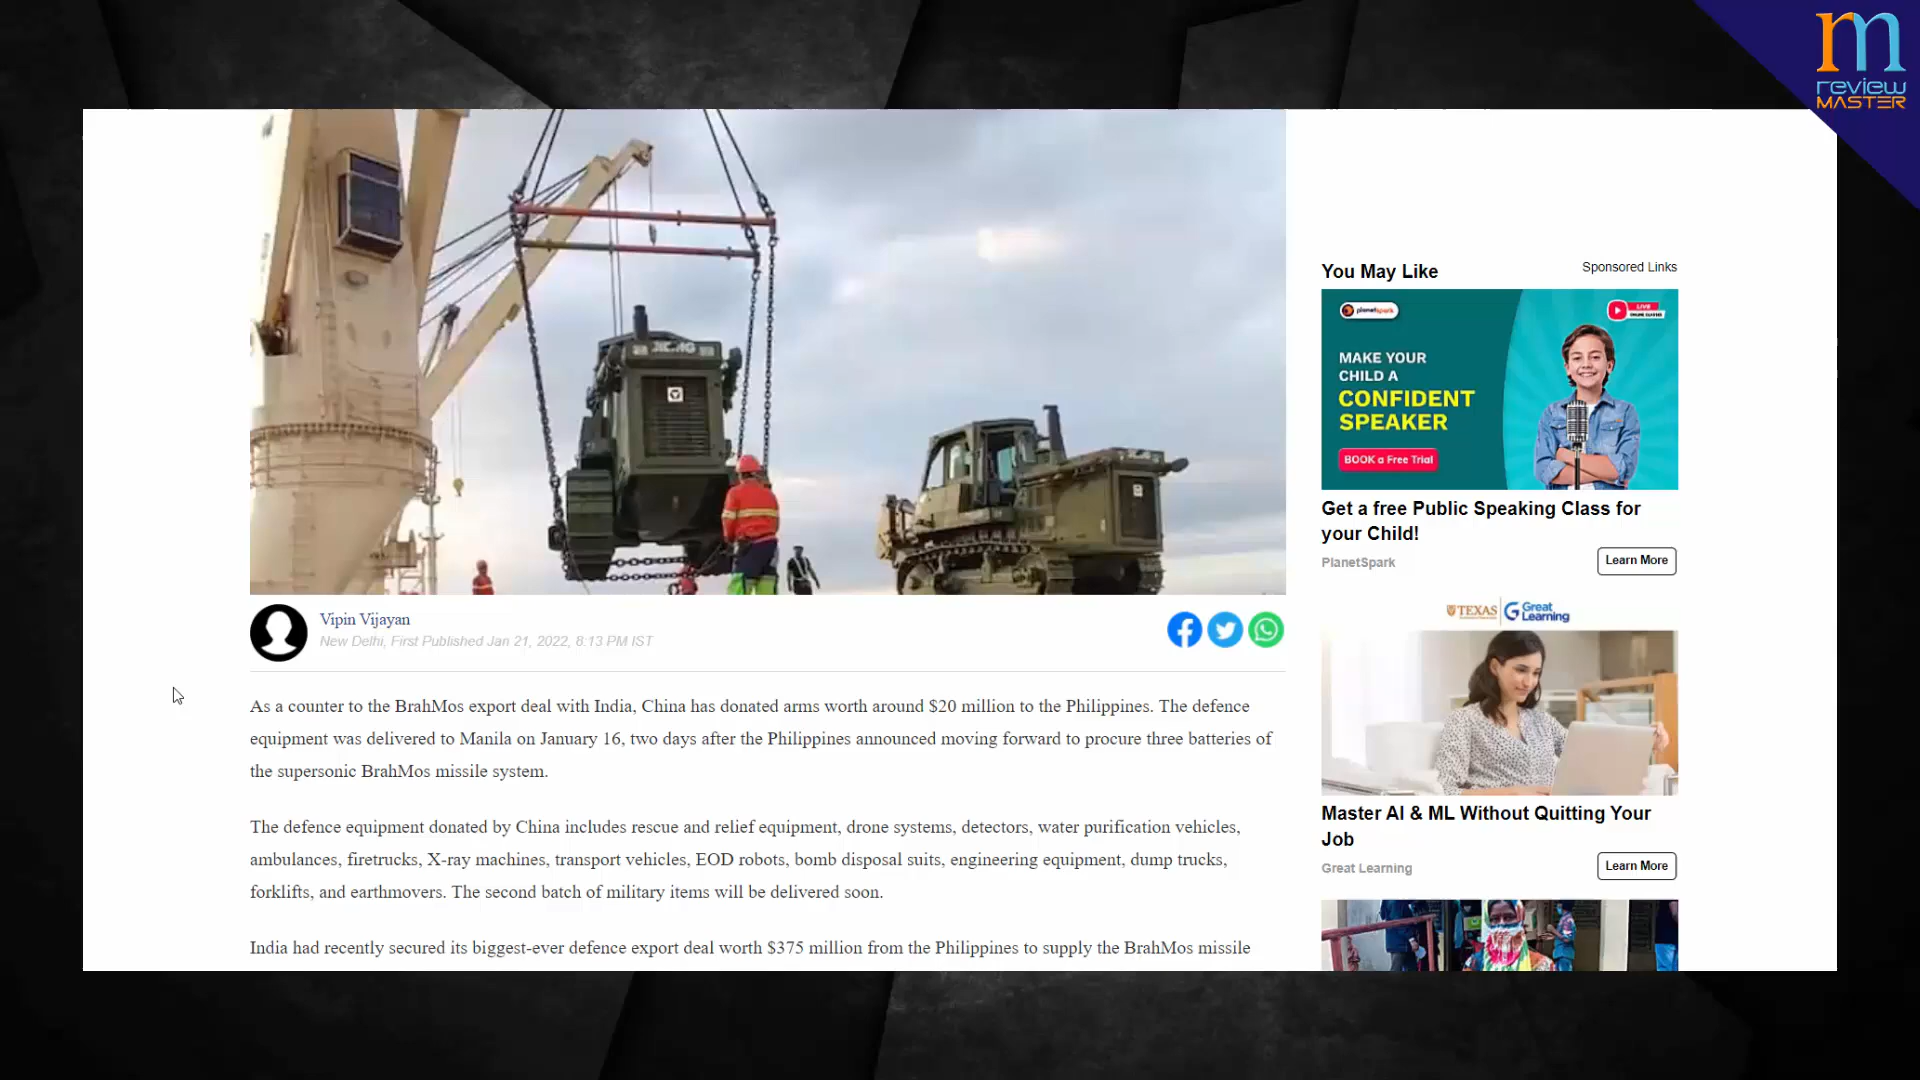 m
review
MASTER
XCMG
Vipin Vijayan
New Delhi, First Published Jan 21, 2022, 8:13 PM IST
As a counter to the BrahMos export deal with India, China has donated arms worth around $20 million to the Philippines. The defence
equipment was delivered to Manila on January 16, two days after the Philippines announced moving forward to procure three batteries of
the supersonic BrahMos missile system.
The defence equipment donated by China includes rescue and relief equipment, drone systems, detectors, water purification vehicles,
ambulances, firetrucks, X-ray machines, transport vehicles, EOD robots, bomb disposal suits, engineering equipment, dump trucks,
forklifts, and earthmovers. The second batch of military items will be delivered soon.
India had recently secured its biggest-ever defence export deal worth $375 million from the Philippines to supply the BrahMos missile
You May Like
Sponsored Links
planetspark
LIVE
ONLINE CLASSES
MAKE YOUR
CHILD A
CONFIDENT
SPEAKER
BOOK a Free Trial
Get a free Public Speaking Class for
your Child!
PlanetSpark
Learn More
TEXAS
Great
Learning
Master AI & ML Without Quitting Your
Job
Great Learning
Learn More